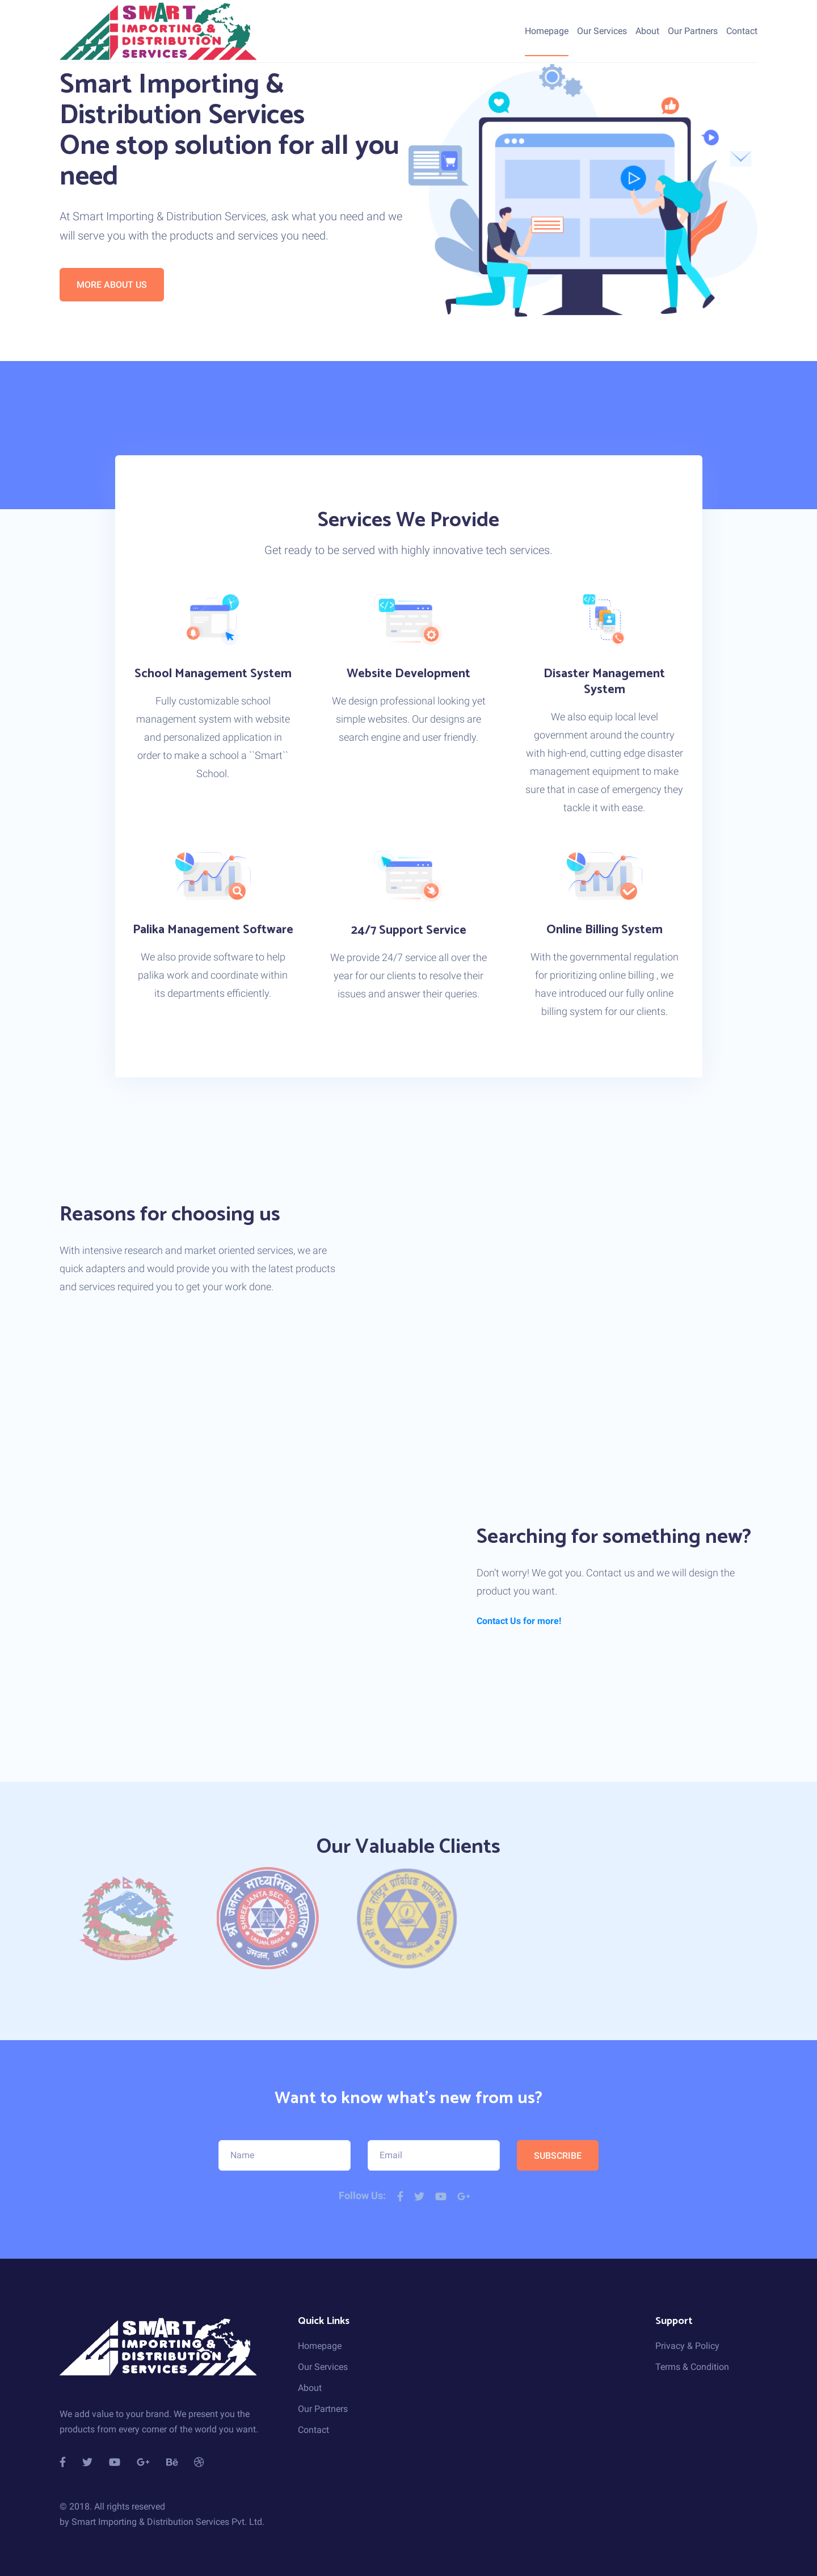 SMART
IMPORTING &
DISTRIBUTION
SERVICES
Homepage
Our Services
About
Our Partners
Contact
Smart Importing &
Distribution Services
One stop solution for all you
need
At Smart Importing & Distribution Services, ask what you need and we
will serve you with the products and services you need.
MORE ABOUT US
Services We Provide
Get ready to be served with highly innovative tech services.
School Management System
Fully customizable school
management system with website
and personalized application in
order to make a school a ``Smart``
School.
Website Development
We design professional looking yet
simple websites. Our designs are
search engine and user friendly.
Disaster Management
System
We also equip local level
government around the country
with high-end, cutting edge disaster
management equipment to make
sure that in case of emergency they
tackle it with ease.
Palika Management Software
We also provide software to help
palika work and coordinate within
its departments efficiently.
24/7 Support Service
We provide 24/7 service all over the
year for our clients to resolve their
issues and answer their queries.
Online Billing System
With the governmental regulation
for prioritizing online billing , we
have introduced our fully online
billing system for our clients.
Reasons for choosing us
With intensive research and market oriented services, we are
quick adapters and would provide you with the latest products
and services required you to get your work done.
Searching for something new?
Don't worry! We got you. Contact us and we will design the
product you want.
Contact Us for more!
Our Valuable Clients
श्री जनता माध्यमिक विद्यालय
SHREE JANTA SEC. SCHOOL
Want to know what's new from us?
Name
Email
SUBSCRIBE
Follow Us:
SMART
IMPORTING &
DISTRIBUTION
SERVICES
We add value to your brand. We present you the
products from every corner of the world you want.
© 2018. All rights reserved
by Smart Importing & Distribution Services Pvt. Ltd.
Quick Links
Homepage
Our Services
About
Our Partners
Contact
Support
Privacy & Policy
Terms & Condition